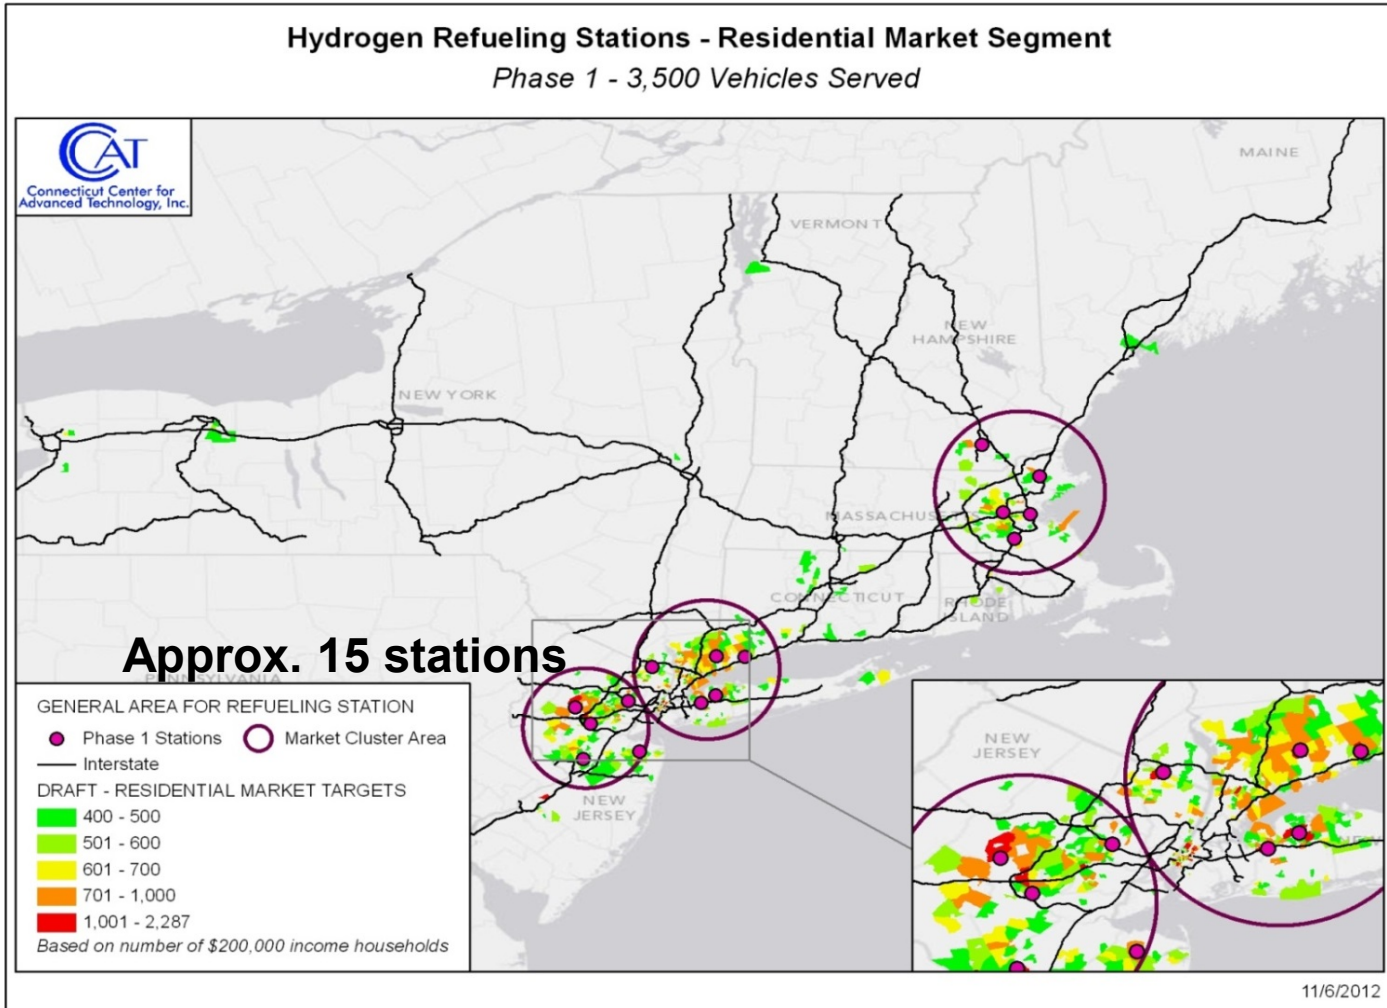 Hydrogen Refueling Stations - Residential Market Segment
Phase 1 - 3,500 Vehicles Served
CCAT
Connecticut Center for
Advanced Technology, Inc.
MAINE
VERMONT
NEW
HAMPSHIRE
NEW YORK
MASSACHUSETTS
CONNECTICUT
RHODE
ISLAND
Approx. 15 stations
PENNSYLVANIA
NEW
JERSEY
GENERAL AREA FOR REFUELING STATION
Phase 1 Stations
Market Cluster Area
Interstate
DRAFT - RESIDENTIAL MARKET TARGETS
400 - 500
501 - 600
601 - 700
701 - 1,000
1,001 - 2,287
Based on number of $200,000 income households
NEW
JERSEY
NEW
11/6/2012